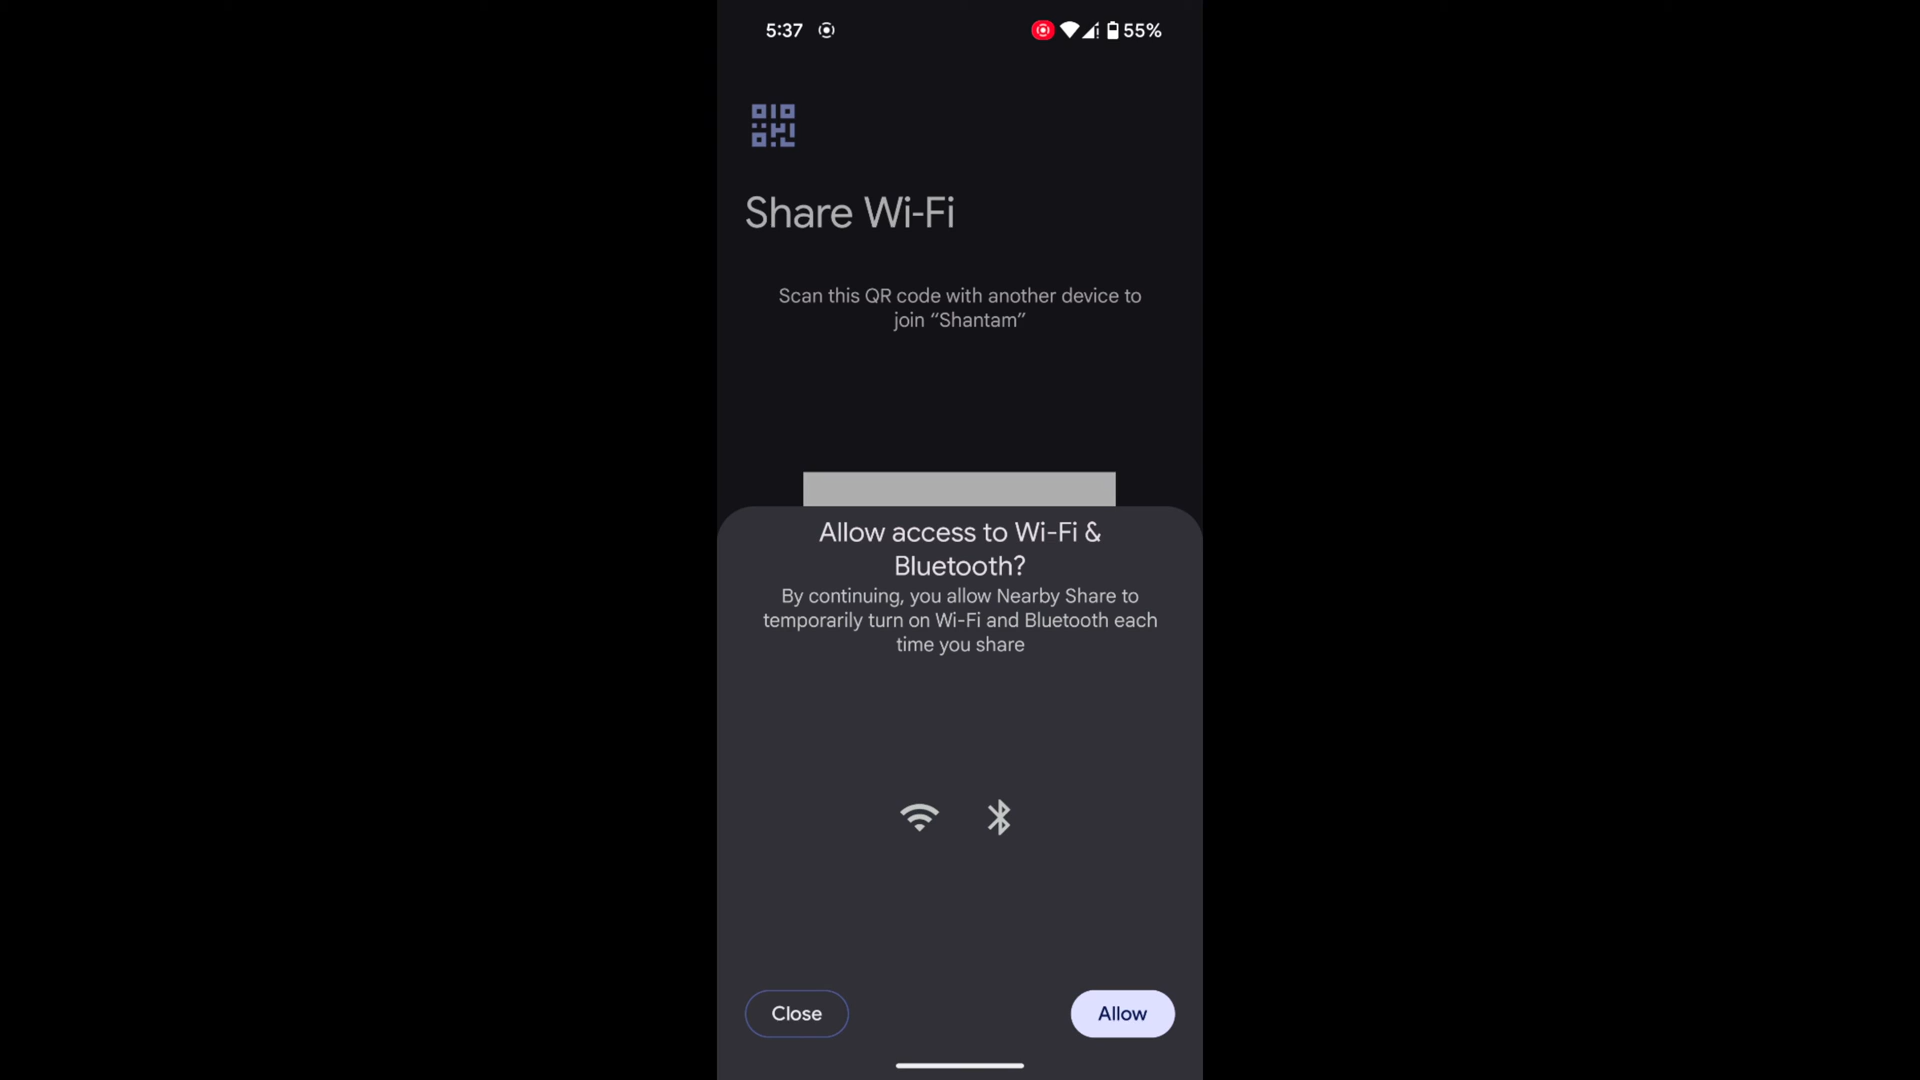 5:37
55%
Share Wi-Fi
Scan this QR code with another device to
join “Shantam”
Allow access to Wi-Fi &
Bluetooth?
By continuing, you allow Nearby Share to
temporarily turn on Wi-Fi and Bluetooth each
time you share
Close
Allow